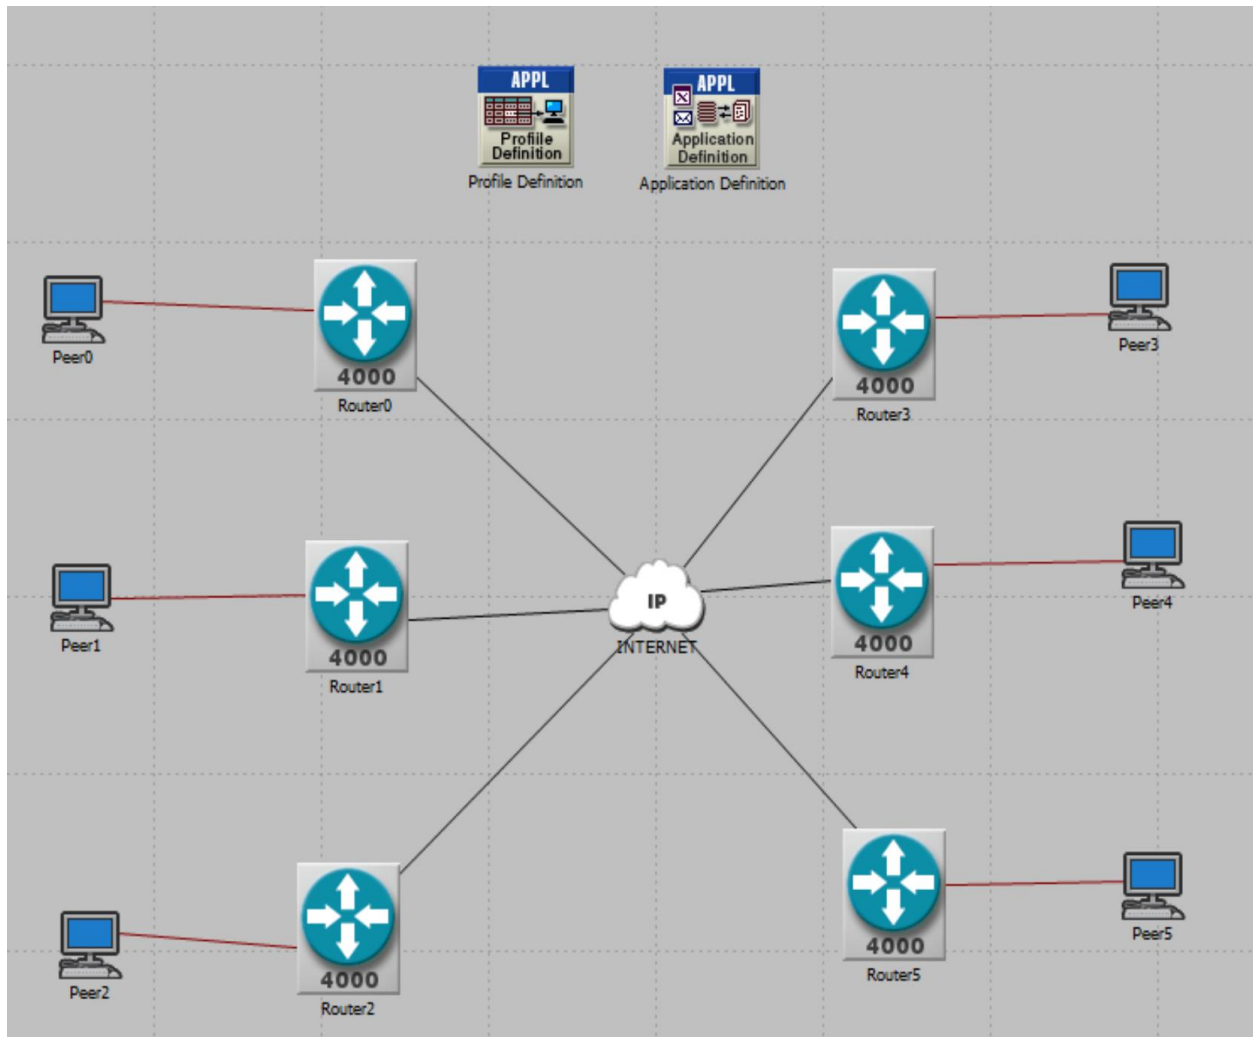 APPL
Profiile
Definition
Profile Definition
APPL
Application
Definition
Application Definition
Peer0
4000
Router0
4000
Router3
Peer3
Peer1
4000
Router1
IP
INTERNET
4000
Router4
Peer4
Peer2
4000
Router2
4000
Router5
Peer5